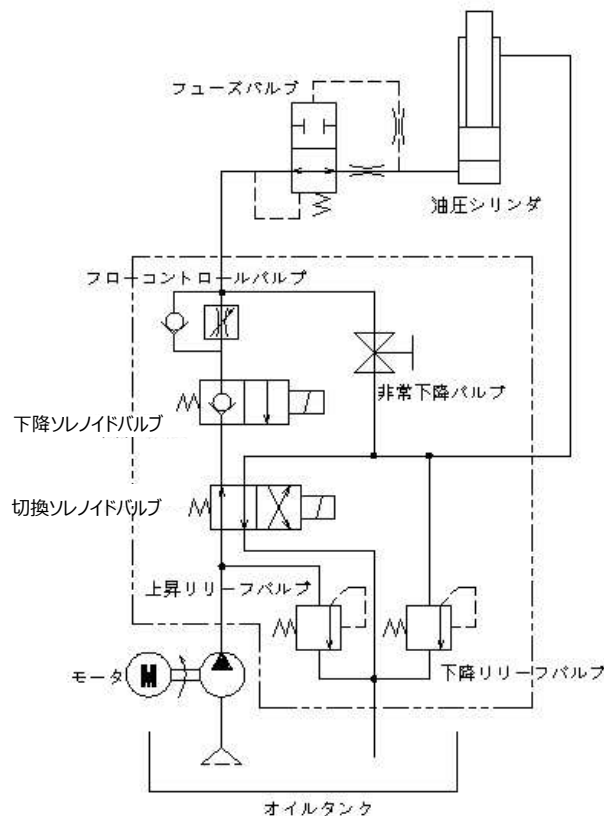 フューズバルブ
油圧シリンダ
フローコントロールバルブ
非常下降バルブ
下降ソレノイドバルブ
切換ソレノイドバルブ
上昇リリーフバルブ
下降リリーフバルブ
モータ
M
オイルタンク